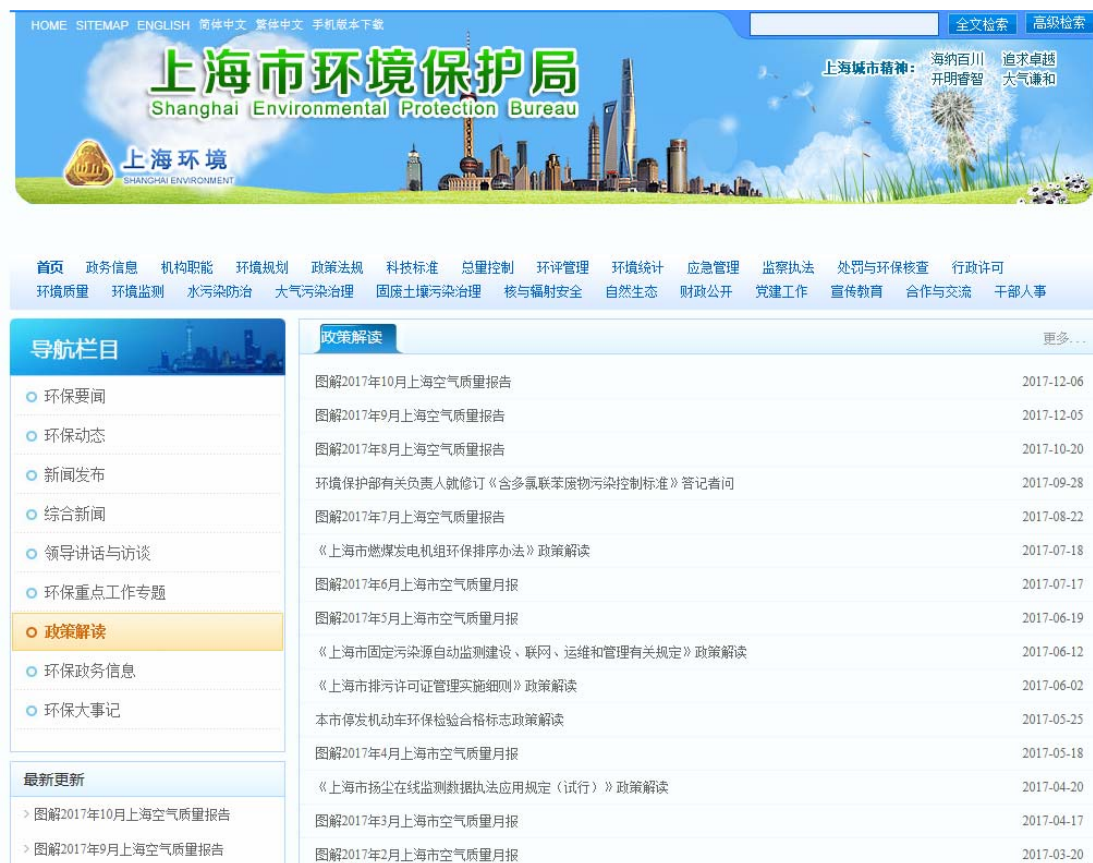 HOME SITEMAP ENGLISH 简体中文 繁体中文 手机版本下载
全文检索 高级检索
上海市环境保护局
Shanghai Environmental Protection Bureau
上海城市精神： 海纳百川 追求卓越
开明睿智 大气谦和
上海环境
SHANGHAI ENVIRONMENT
首页 政务信息 机构职能 环境规划 政策法规 科技标准 总量控制 环评管理 环境统计 应急管理 监察执法 处罚与环保核查 行政许可
环境质量 环境监测 水污染防治 大气污染治理 固废土壤污染治理 核与辐射安全 自然生态 财政公开 党建工作 宣传教育 合作与交流 干部人事
导航栏目
环保要闻
环保动态
新闻发布
综合新闻
领导讲话与访谈
环保重点工作专题
政策解读
环保政务信息
环保大事记
最新更新
图解2017年10月上海空气质量报告
图解2017年9月上海空气质量报告
政策解读 更多...
图解2017年10月上海空气质量报告 2017-12-06
图解2017年9月上海空气质量报告 2017-12-05
图解2017年8月上海空气质量报告 2017-10-20
环境保护部有关负责人就修订《含多氯联苯废物污染控制标准》答记者问 2017-09-28
图解2017年7月上海空气质量报告 2017-08-22
《上海市燃煤发电机组环保排序办法》政策解读 2017-07-18
图解2017年6月上海市空气质量月报 2017-07-17
图解2017年5月上海市空气质量月报 2017-06-19
《上海市固定污染源自动监测建设、联网、运维和管理有关规定》政策解读 2017-06-12
《上海市排污许可证管理实施细则》政策解读 2017-06-02
本市停发机动车环保检验合格标志政策解读 2017-05-25
图解2017年4月上海市空气质量月报 2017-05-18
《上海市扬尘在线监测数据执法应用规定（试行）》政策解读 2017-04-20
图解2017年3月上海市空气质量月报 2017-04-17
图解2017年2月上海市空气质量月报 2017-03-20